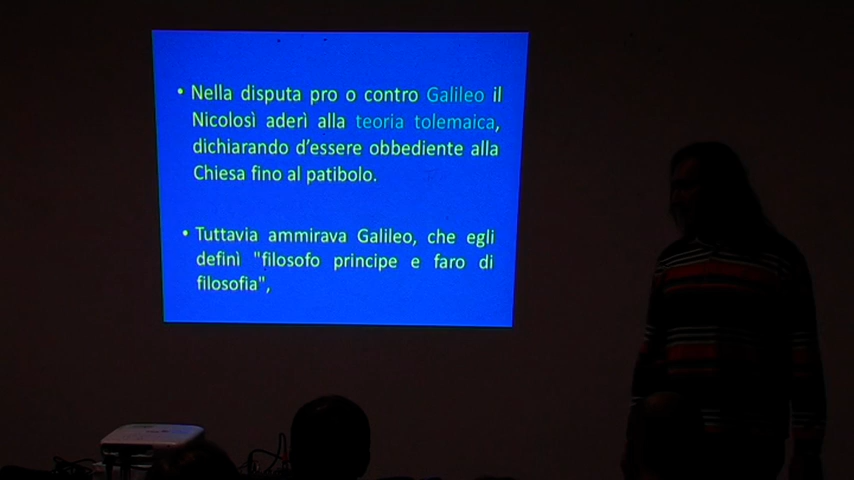 • Nella disputa pro o contro Galileo il
Nicolosì aderì alla teoria tolemaica,
dichiarando d'essere obbediente alla
Chiesa fino al patibolo.
• Tuttavia ammirava Galileo, che egli
definì "filosofo principe e faro di
filosofia",